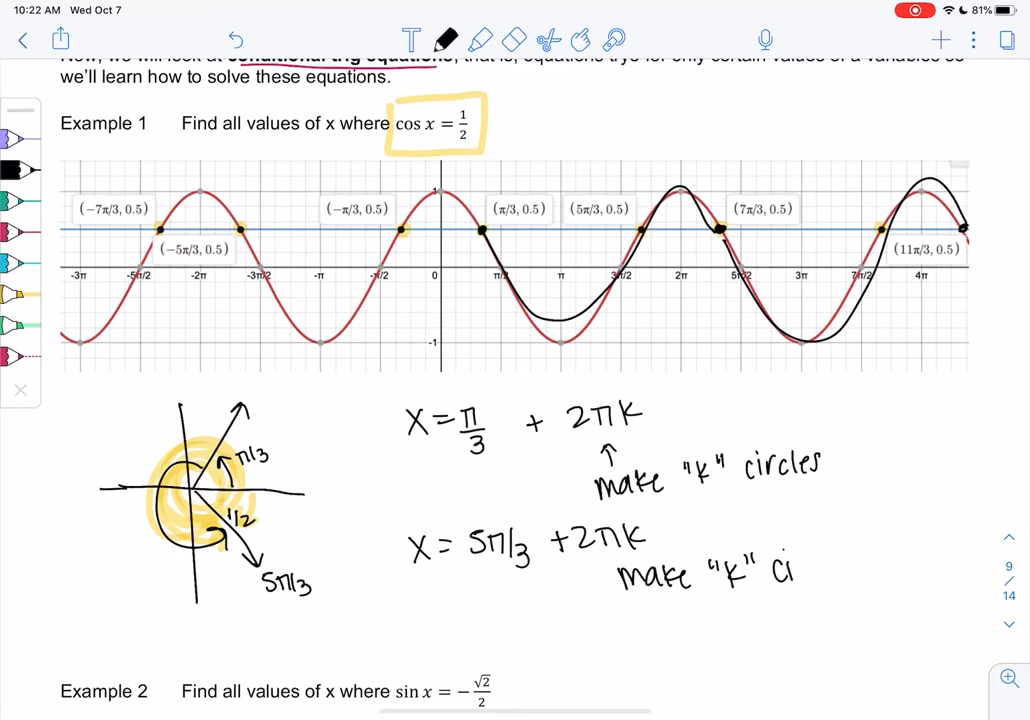 10:22 AM Wed Oct 7
81%
we'll learn how to solve these equations.
Example 1 Find all values of x where cos x = 1/2
1
(−7π/3, 0.5) (−π/3, 0.5) (π/3, 0.5) (5π/3, 0.5) (7π/3, 0.5)
(−5π/3, 0.5) (11π/3, 0.5)
-3π -5π/2 -2π -3π/2 -π -π/2 0 π/2 π 3π/2 2π 5π/2 3π 7π/2 4π
-1
x = π/3 + 2πk
π/3
make "k" circles
1/2
x = 5π/3 + 2πk
make "k" ci
5π/3
9
/
14
Example 2 Find all values of x where sin x = −√2/2